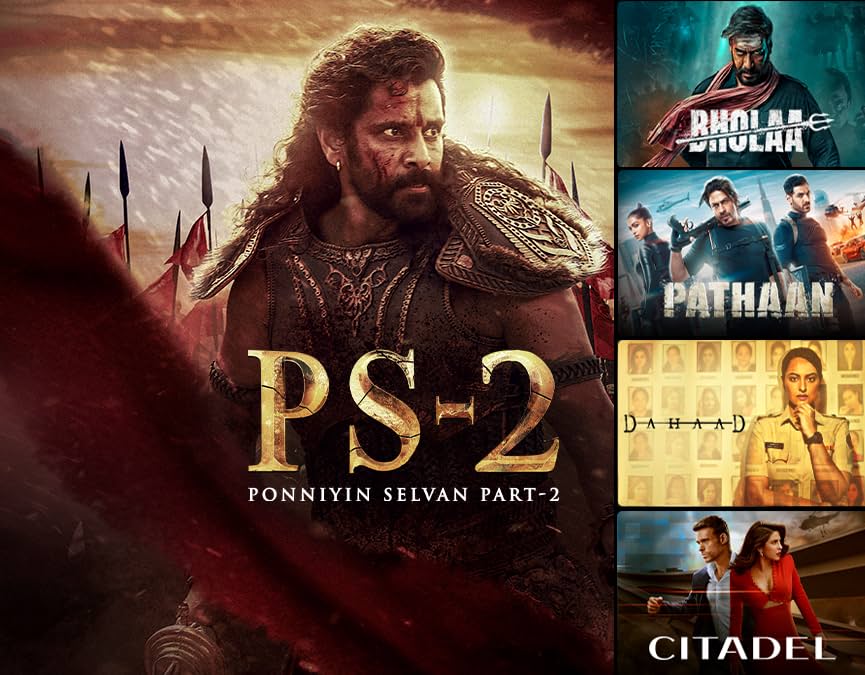 PS-2
PONNIYIN SELVAN PART-2
BHOLAA
PATHAAN
DAHAAD
CITADEL